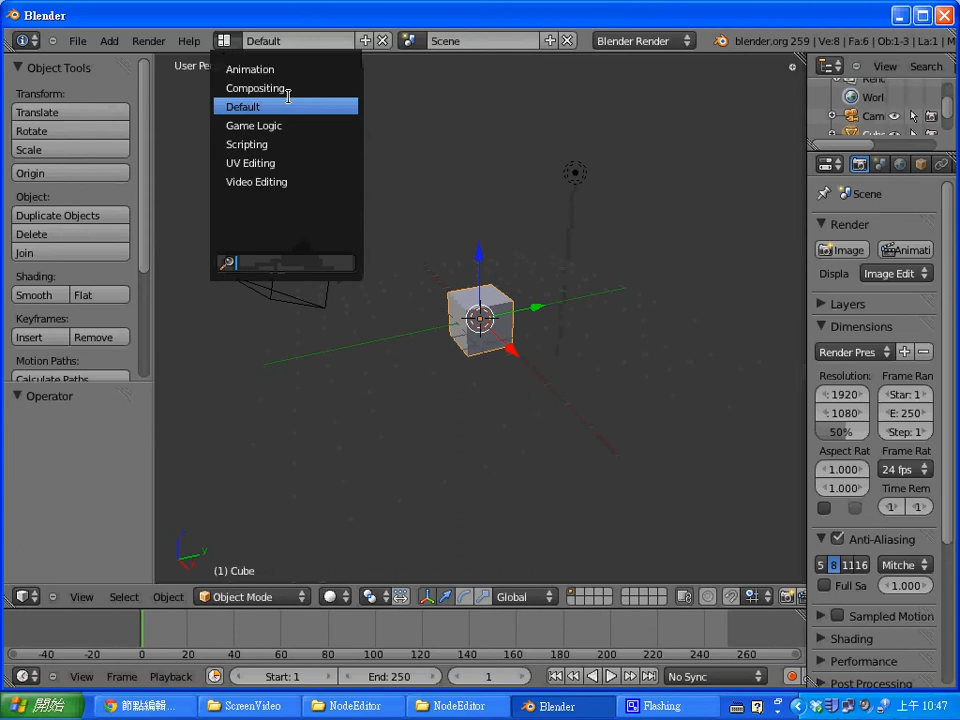 Blender
File Add Render Help Default Scene Blender Render blender.org 259 | Ve:8 | Fa:6 | Ob:1-3 | La:1 | M
Object Tools
Transform:
Translate
Rotate
Scale
Origin
Object:
Duplicate Objects
Delete
Join
Shading:
Smooth Flat
Keyframes:
Insert Remove
Motion Paths:
Calculate Paths
Operator
User Pe
Animation
Compositing
Default
Game Logic
Scripting
UV Editing
Video Editing
(1) Cube
View Search
Worl
Cam
Scene
Render
Image Animati
Displa Image Edit
Layers
Dimensions
Render Pres
Resolution: Frame Ran
: 1920 Star: 1
: 1080 E: 250
50% Step: 1
Aspect Rat Frame Rat
1.000 24 fps
1.000 Time Rem
1 1
Anti-Aliasing
5 8 11 16 Mitche
Full Sa 1.000
Sampled Motion
Shading
Performance
Post Processing
View Select Object Object Mode Global
-40 -20 0 20 40 60 80 100 120 140 160 180 200 220 240 260
View Frame Playback Start: 1 End: 250 1 No Sync
開始 節點編輯... ScreenVideo NodeEditor NodeEditor Blender Flashing 上午 10:47